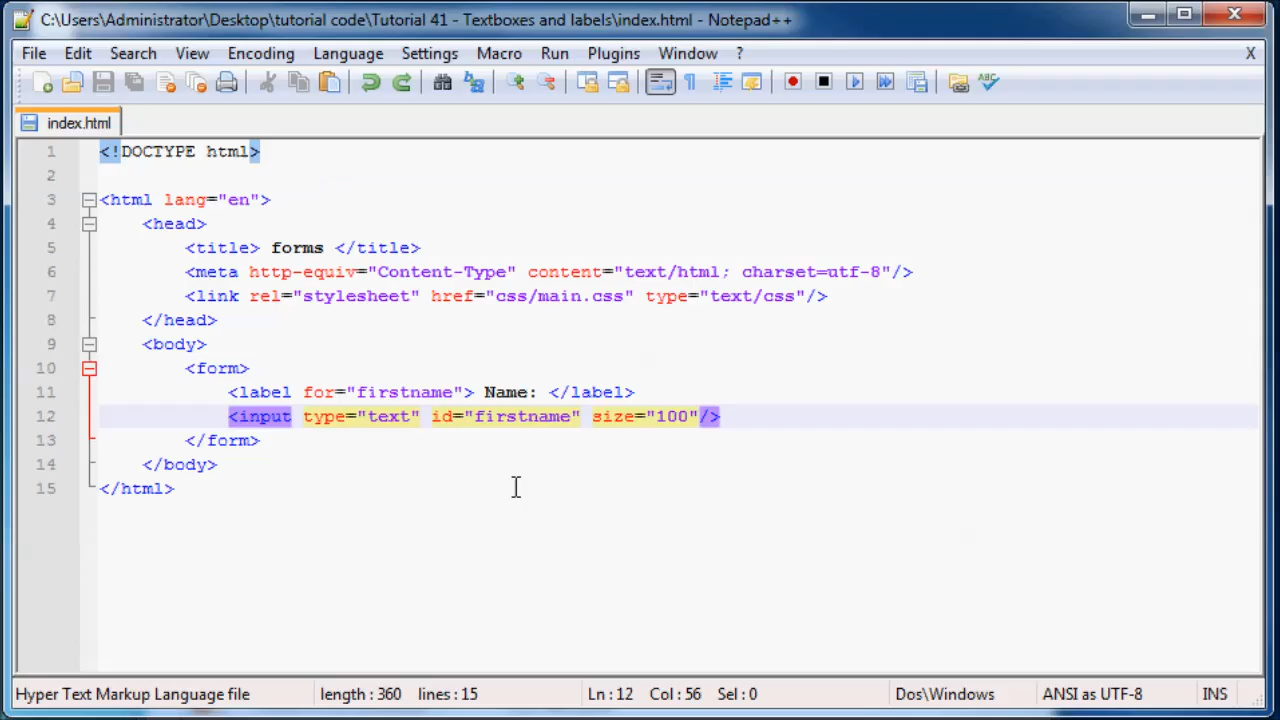 C:\Users\Administrator\Desktop\tutorial code\Tutorial 41 - Textboxes and labels\index.html - Notepad++
File Edit Search View Encoding Language Settings Macro Run Plugins Window ? X
ABC
index.html
1 <!DOCTYPE html>
2
3 <html lang="en">
4 <head>
5 <title> forms </title>
6 <meta http-equiv="Content-Type" content="text/html; charset=utf-8"/>
7 <link rel="stylesheet" href="css/main.css" type="text/css"/>
8 </head>
9 <body>
10 <form>
11 <label for="firstname"> Name: </label>
12 <input type="text" id="firstname" size="100"/>
13 </form>
14 </body>
15 </html>
Hyper Text Markup Language file length : 360 lines : 15 Ln : 12 Col : 56 Sel : 0 Dos\Windows ANSI as UTF-8 INS